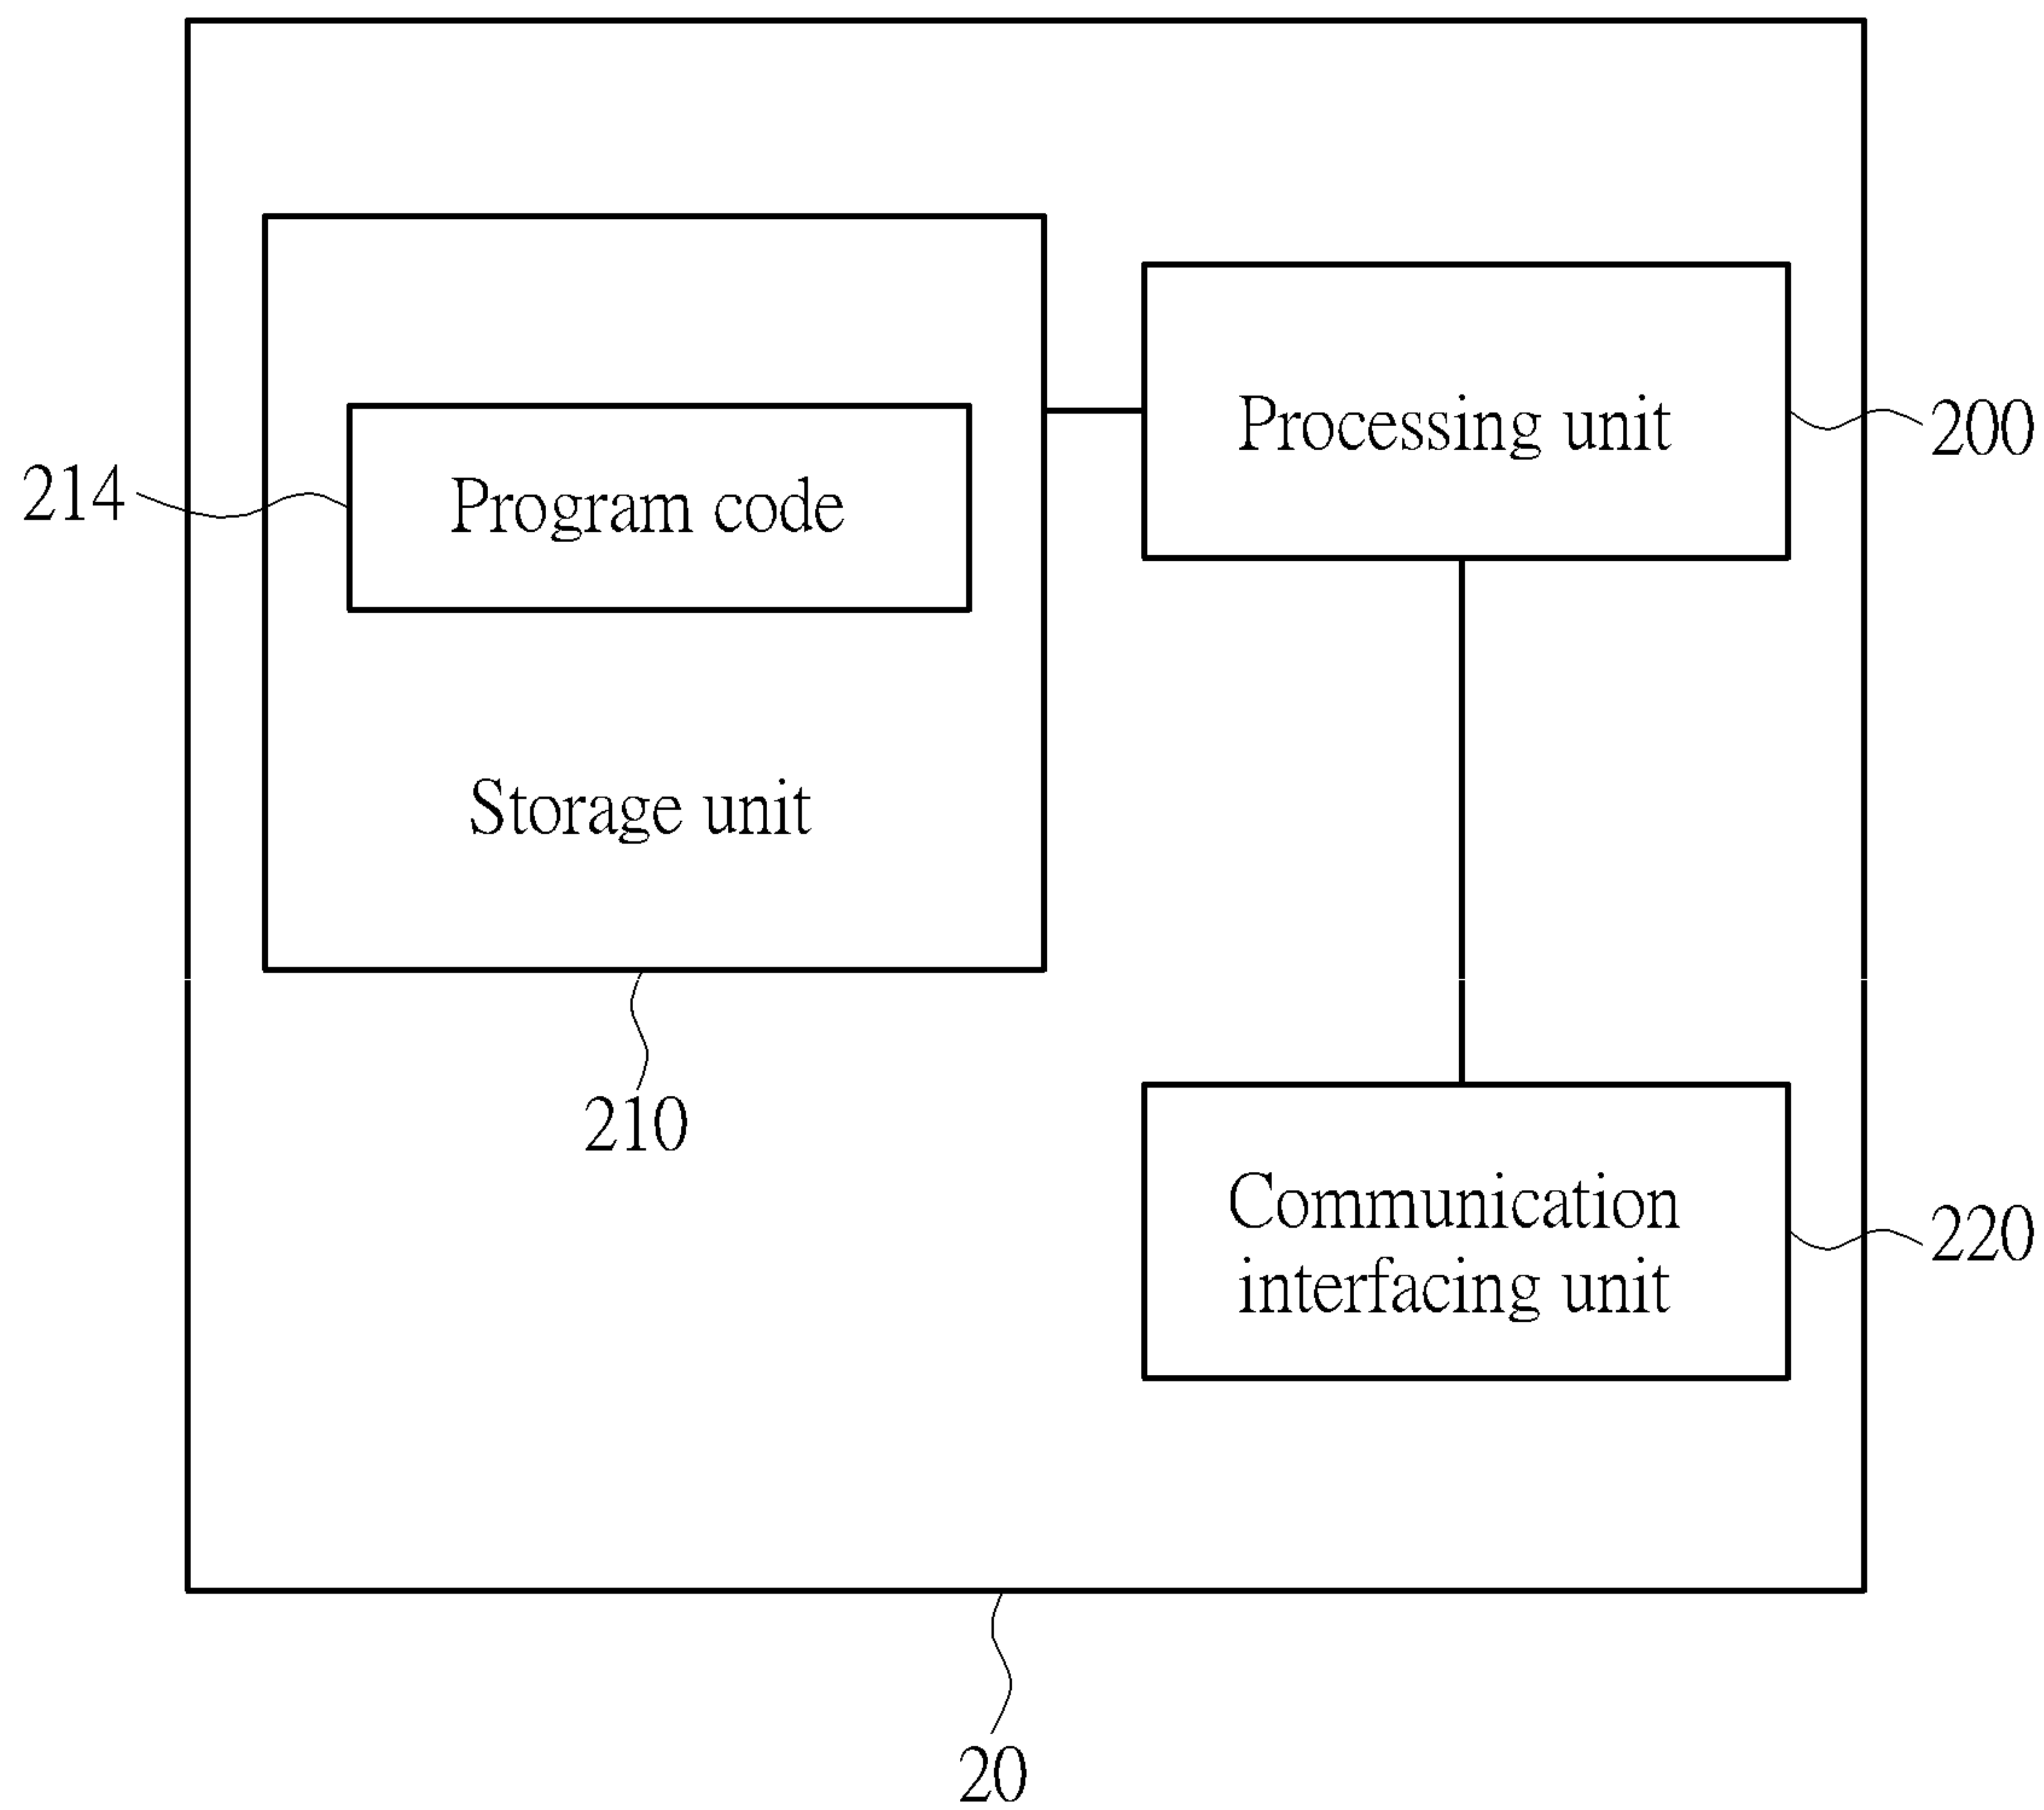 Processing unit
200
214
Program code
Storage unit
210
Communication
interfacing unit
220
20